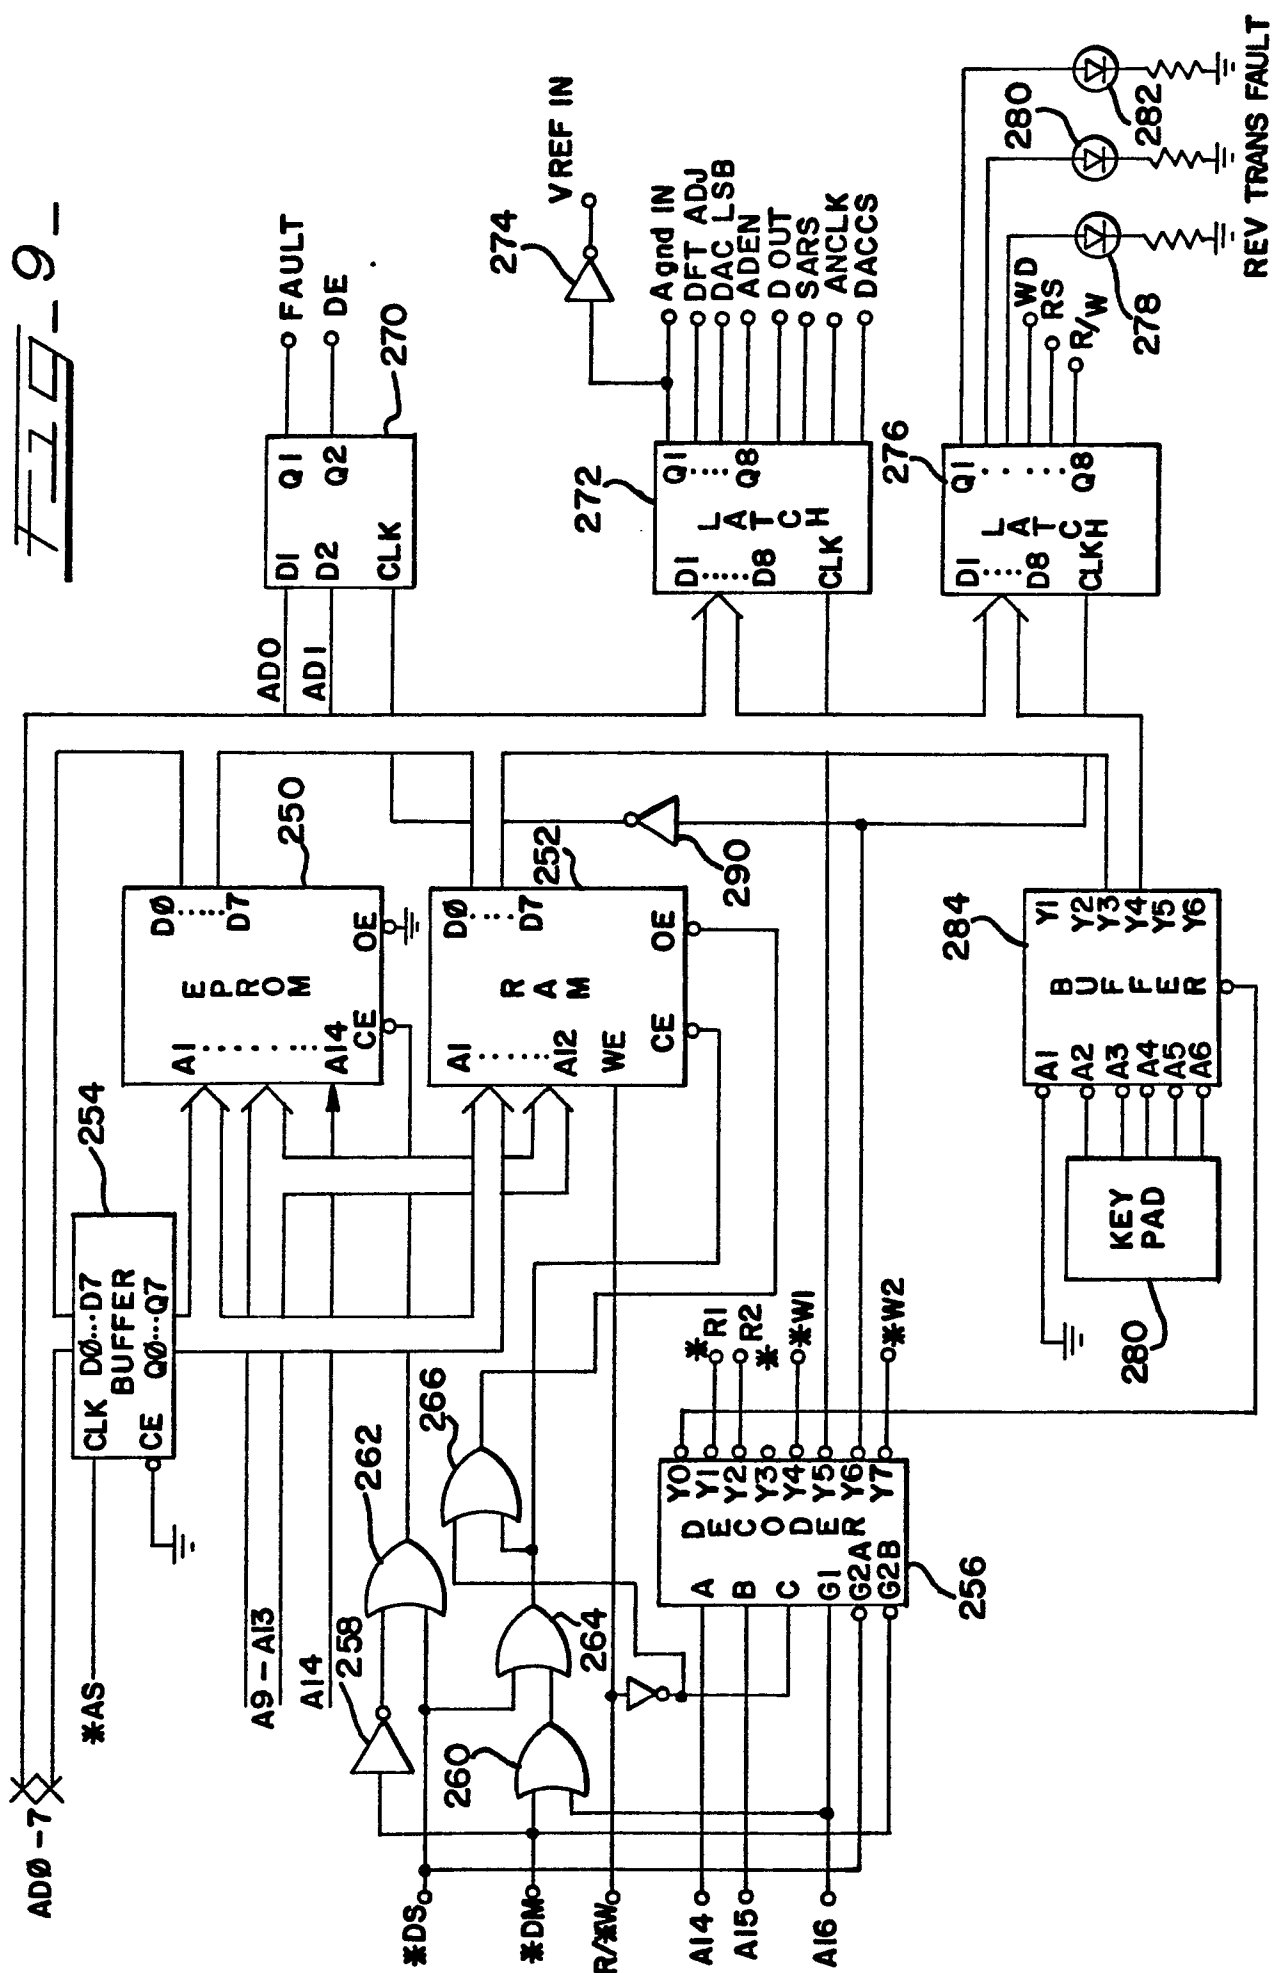 FIG-9-
AD0-7
*AS
A9-A13
A14
*DS
*DM
R/*W
A14
A15
A16
CLK D0...D7
BUFFER
CE Q0...Q7
254
258
260
262
264
266
A1.......A14
EPROM
D0.....D7
CE OE
250
A1......A12
RAM
D0.....D7
WE
CE OE
252
290
A
B
C
G1
G2A
G2B
DECODER
Y0
Y1
Y2
Y3
Y4
Y5
Y6
Y7
256
*R1
*R2
*W1
*W2
KEY
PAD
280
A1
A2
A3
A4
A5
A6
BUFFER
Y1
Y2
Y3
Y4
Y5
Y6
284
AD0
AD1
D1 Q1
D2 Q2
CLK
270
FAULT
DE
D1.....D8
LATCH
Q1.....Q8
CLK
272
274
VREF IN
Agnd IN
DFT ADJ
DAC LSB
ADEN
D OUT
SARS
ANCLK
DACCS
D1....D8
LATCH
Q1.....Q8
CLK
276
WD
RS
R/W
278
280
282
REV TRANS FAULT